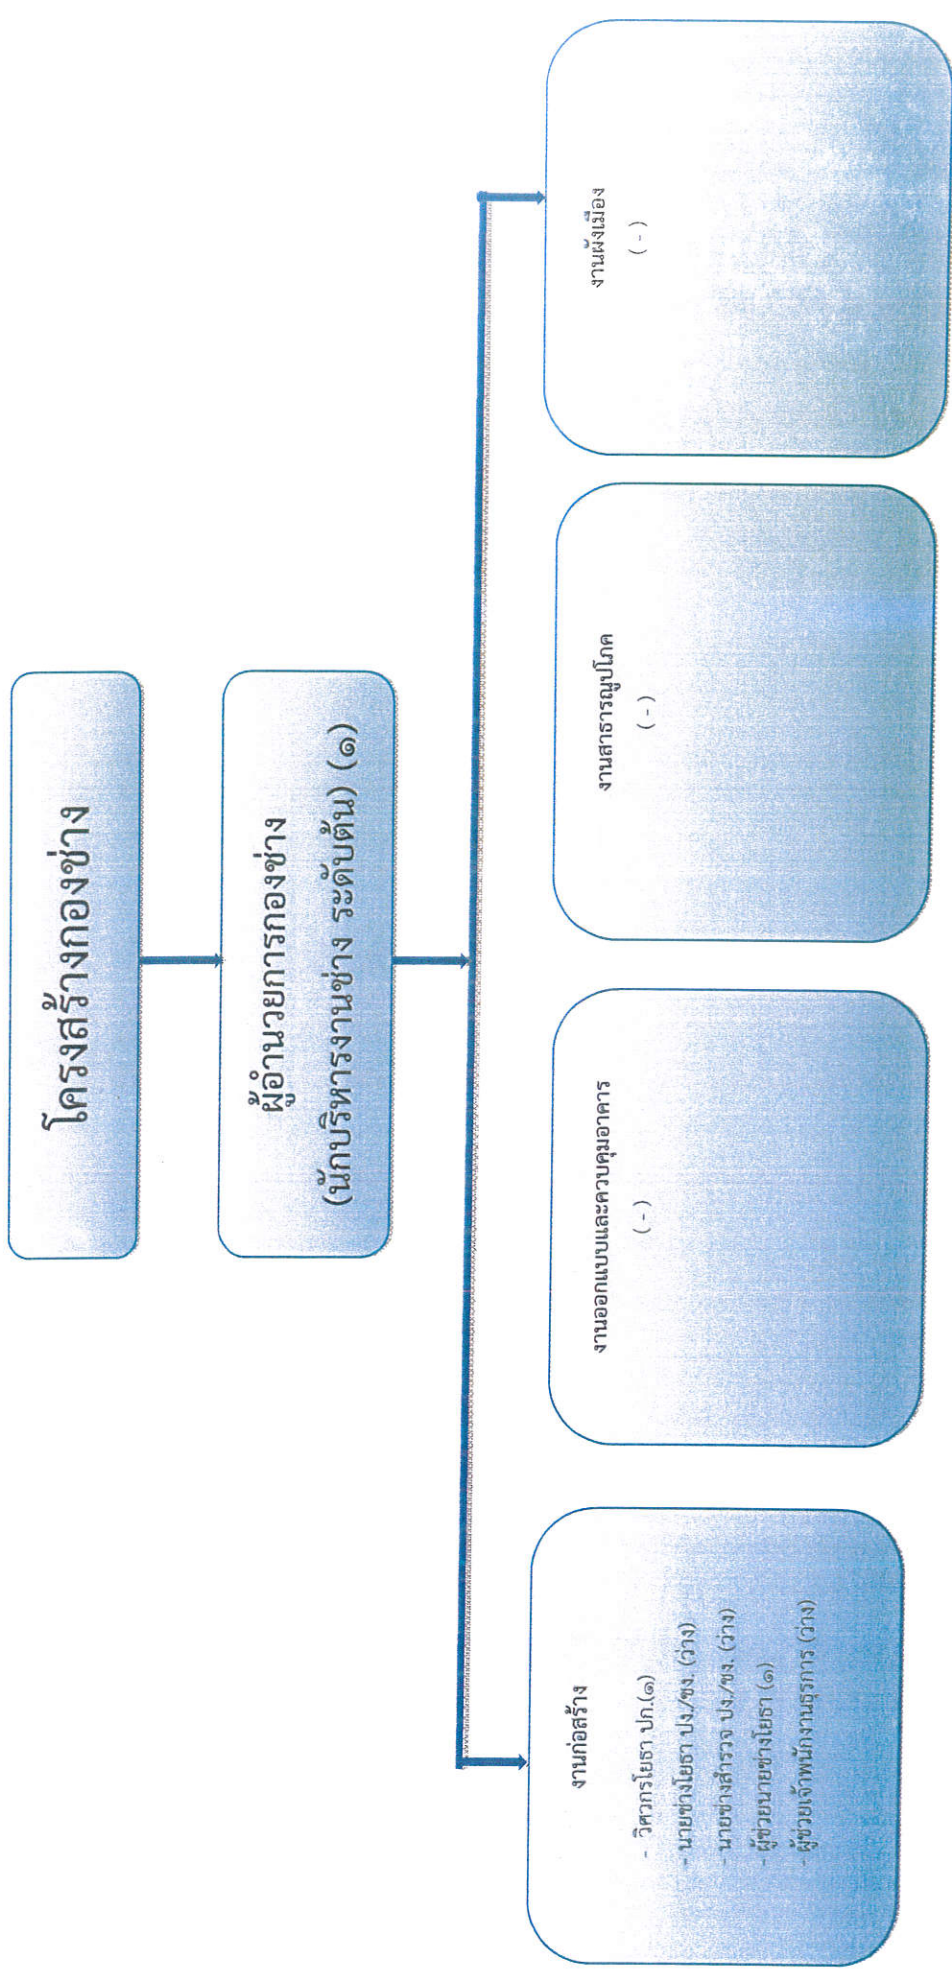 โครงสร้างกองช่าง
ผู้อำนวยการกองช่าง
(นักบริหารงานช่าง ระดับต้น) (๑)
งานก่อสร้าง
- วิศวกรโยธา ปก.(๑)
- นายช่างโยธา ปง./ชง. (ว่าง)
- นายช่างสำรวจ ปง./ชง. (ว่าง)
- ผู้ช่วยนายช่างโยธา (๑)
- ผู้ช่วยเจ้าพนักงานธุรการ (ว่าง)
งานออกแบบและควบคุมอาคาร
( - )
งานสาธารณูปโภค
( - )
งานผังเมือง
( - )